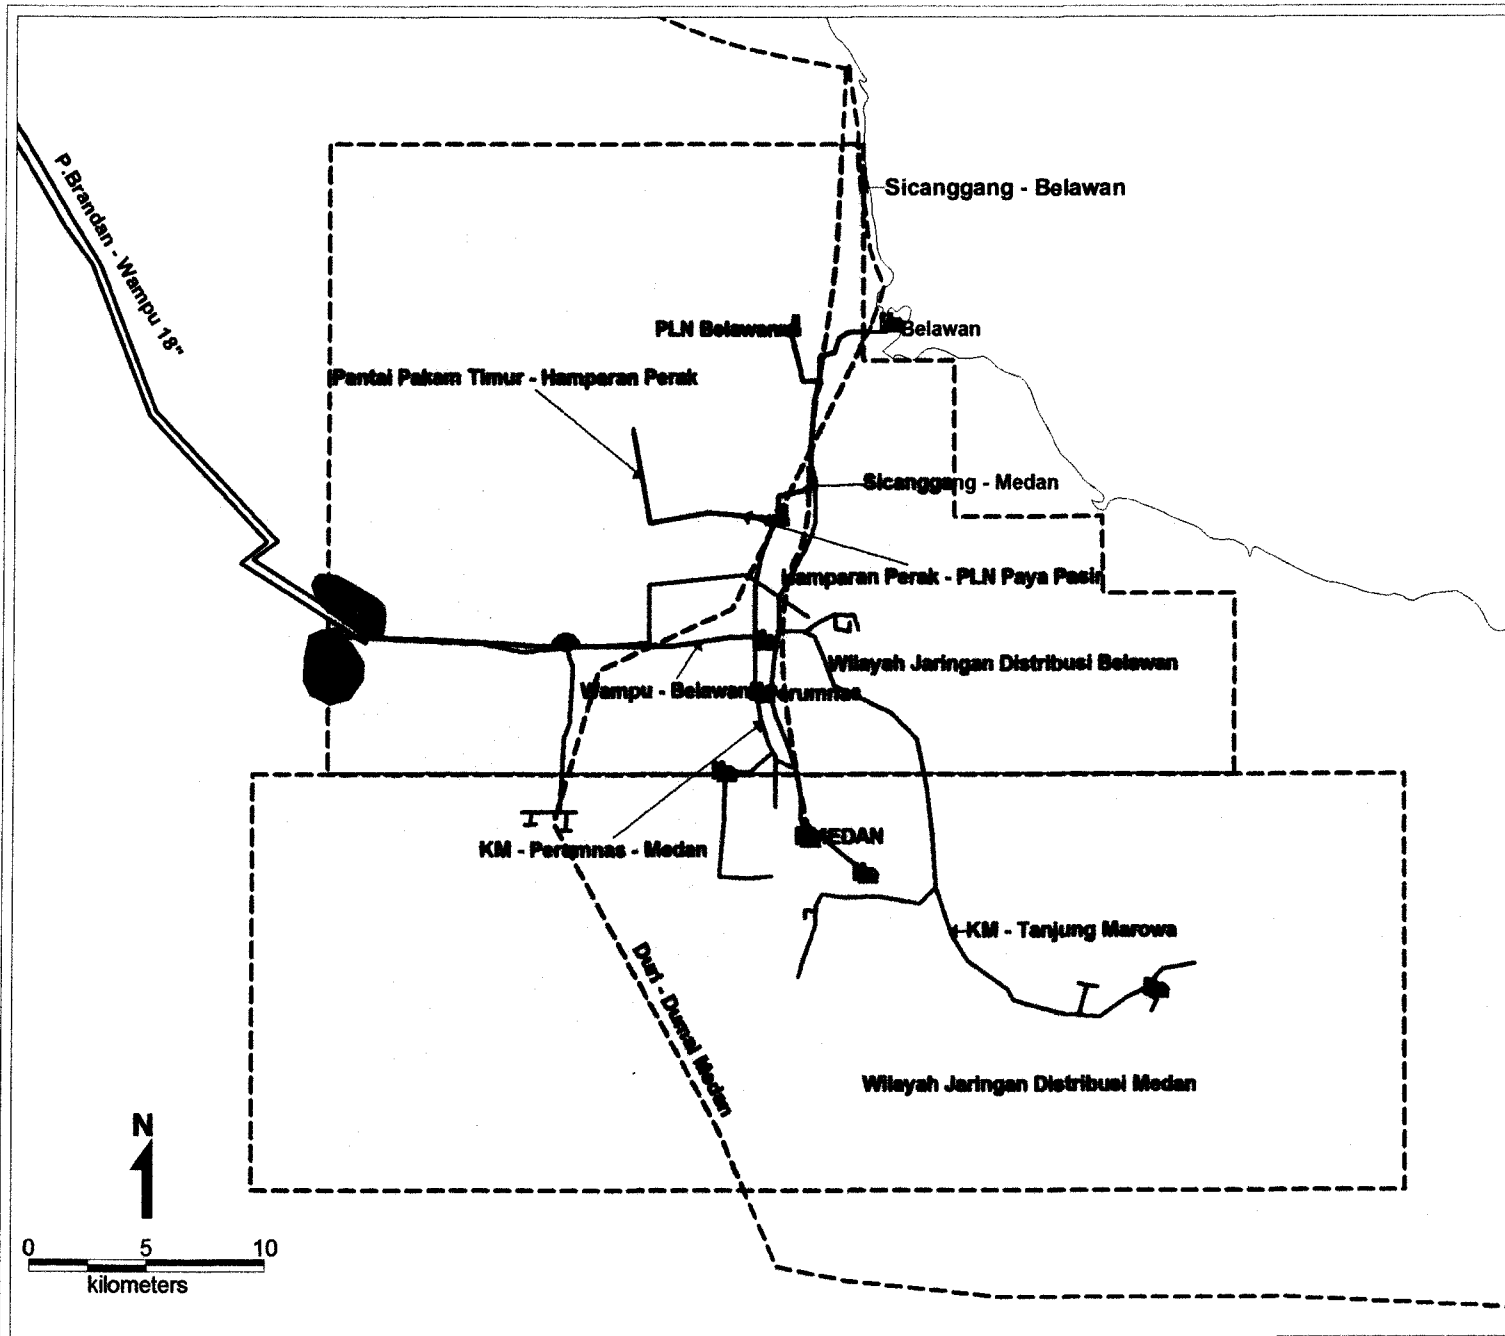 P.Brandan - Wampu 18"
Sicanggang - Belawan
PLN Belawan
Belawan
Pantai Pakam Timur - Hamparan Perak
Sicanggang - Medan
Hamparan Perak - PLN Paya Pasir
Wilayah Jaringan Distribusi Belawan
Wampu - Belawan
Perumnas
MEDAN
KM - Perumnas - Medan
KM - Tanjung Marowa
Duri - Dumai Medan
Wilayah Jaringan Distribusi Medan
N
0 5 10
kilometers